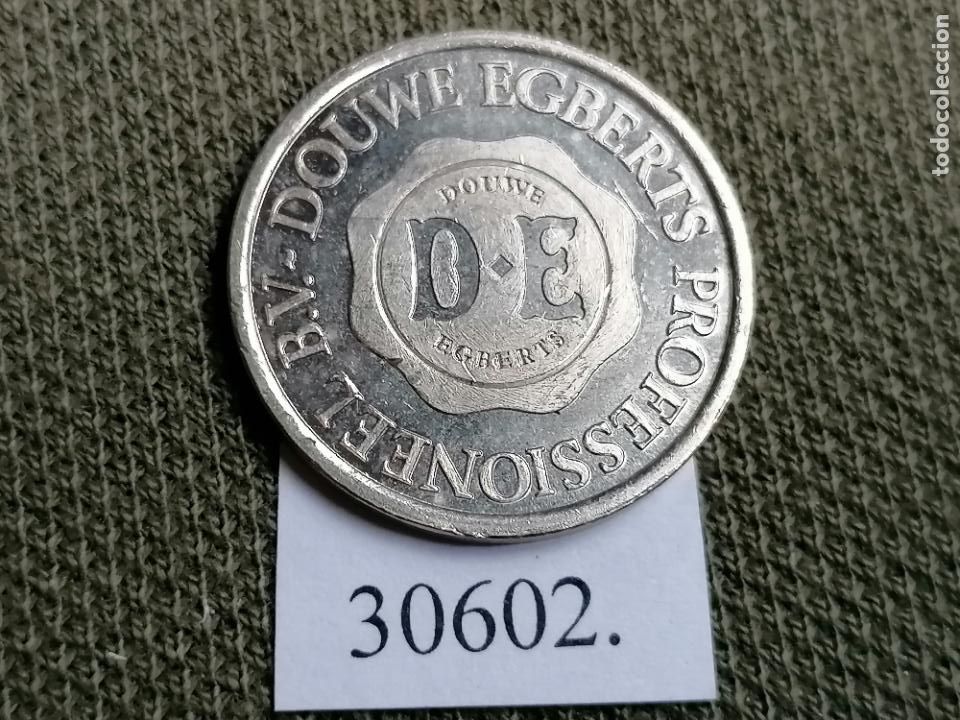 DOUWE EGBERTS PROFESSIONEEL B.V.-
DOUWE
D◆E
EGBERTS
30602.
todocoleccion